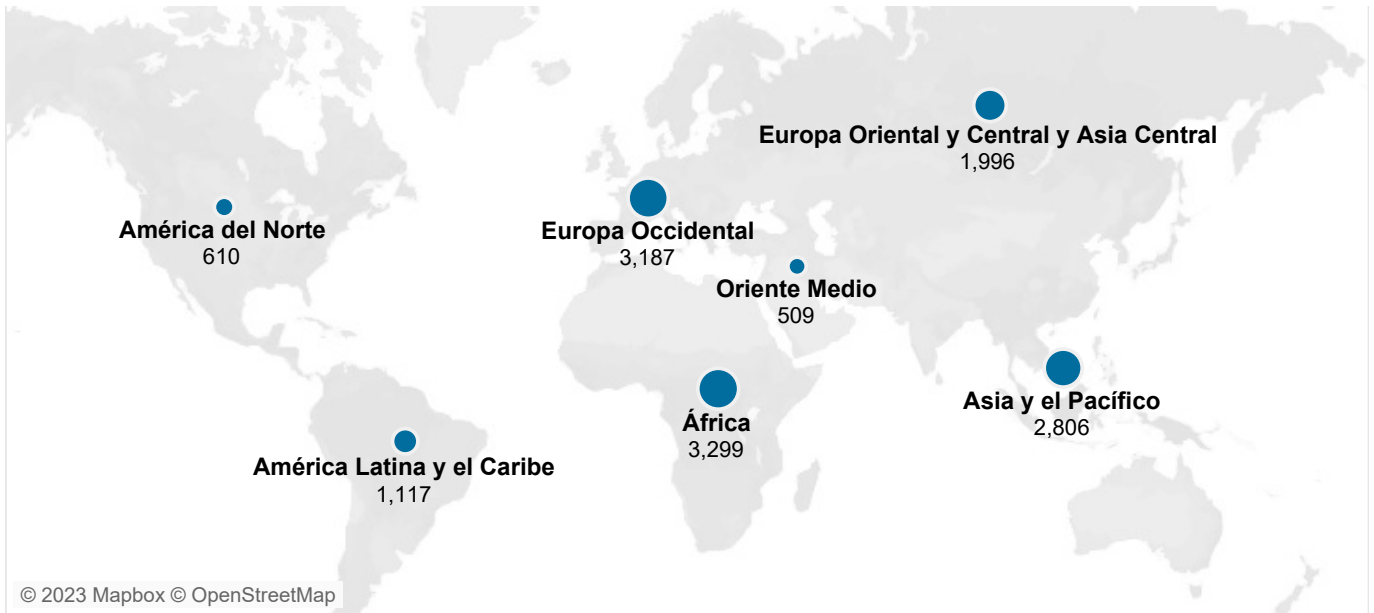 Europa Oriental y Central y Asia Central
1,996
América del Norte
610
Europa Occidental
3,187
Oriente Medio
509
Asia y el Pacífico
2,806
África
3,299
América Latina y el Caribe
1,117
© 2023 Mapbox © OpenStreetMap